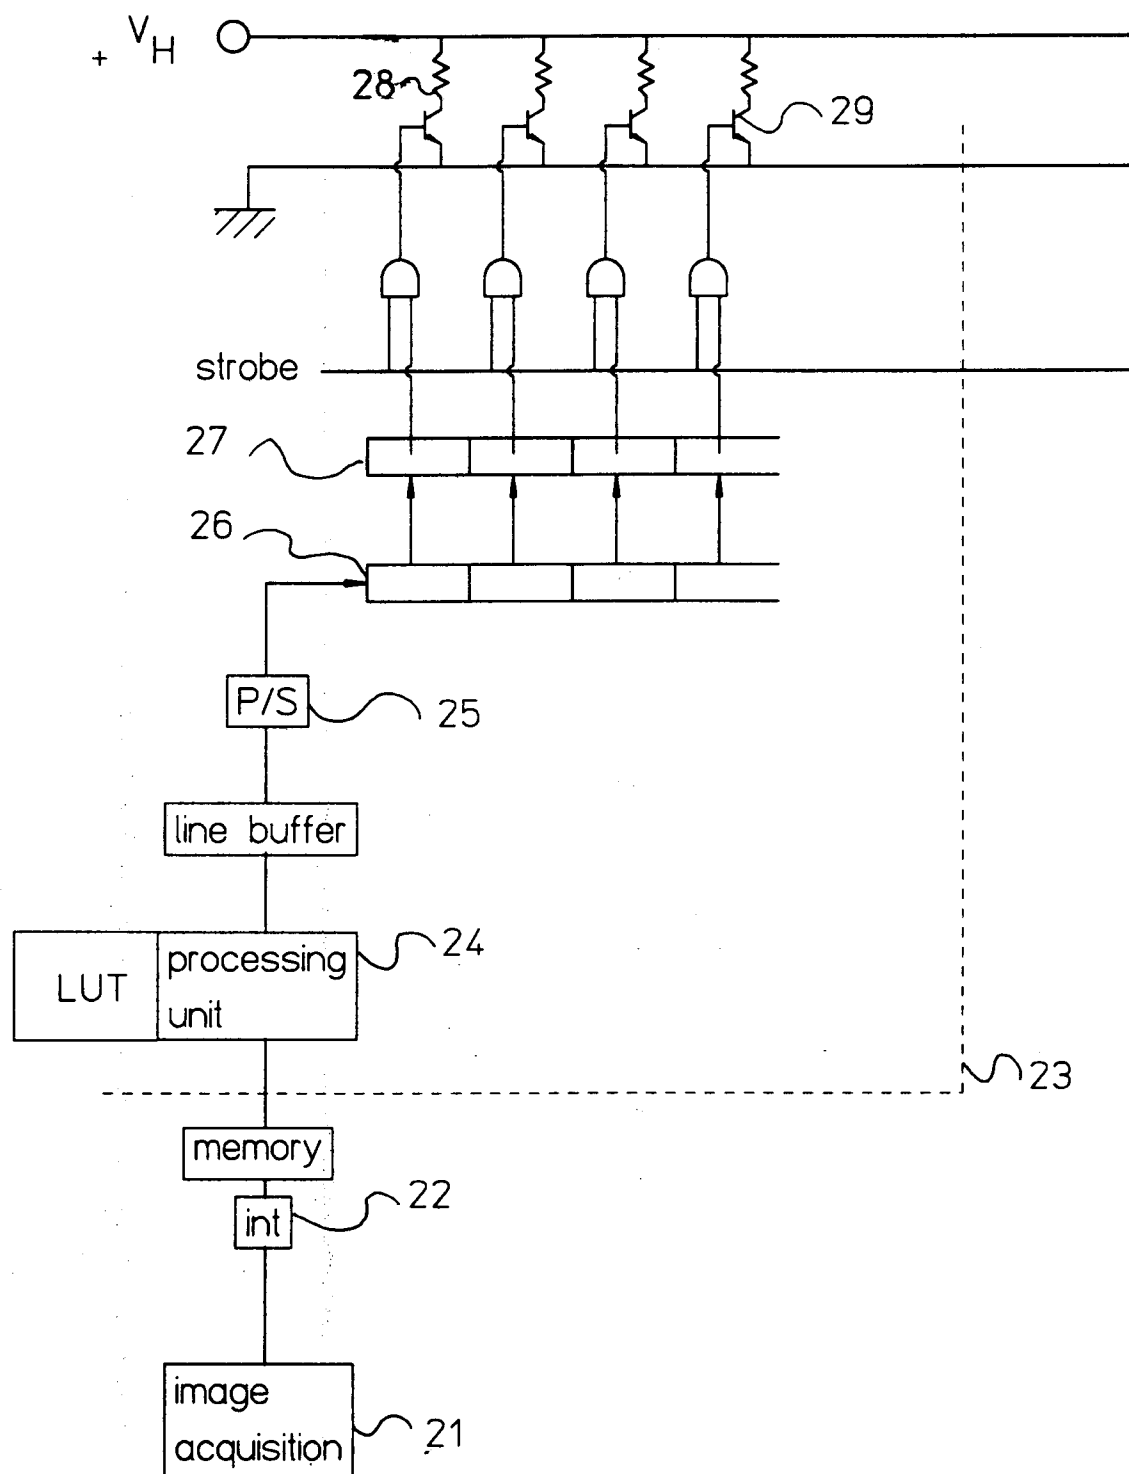 + VH
28
29
strobe
27
26
P/S
25
line buffer
24
LUT
processing
unit
23
memory
22
int
image
acquisition
21